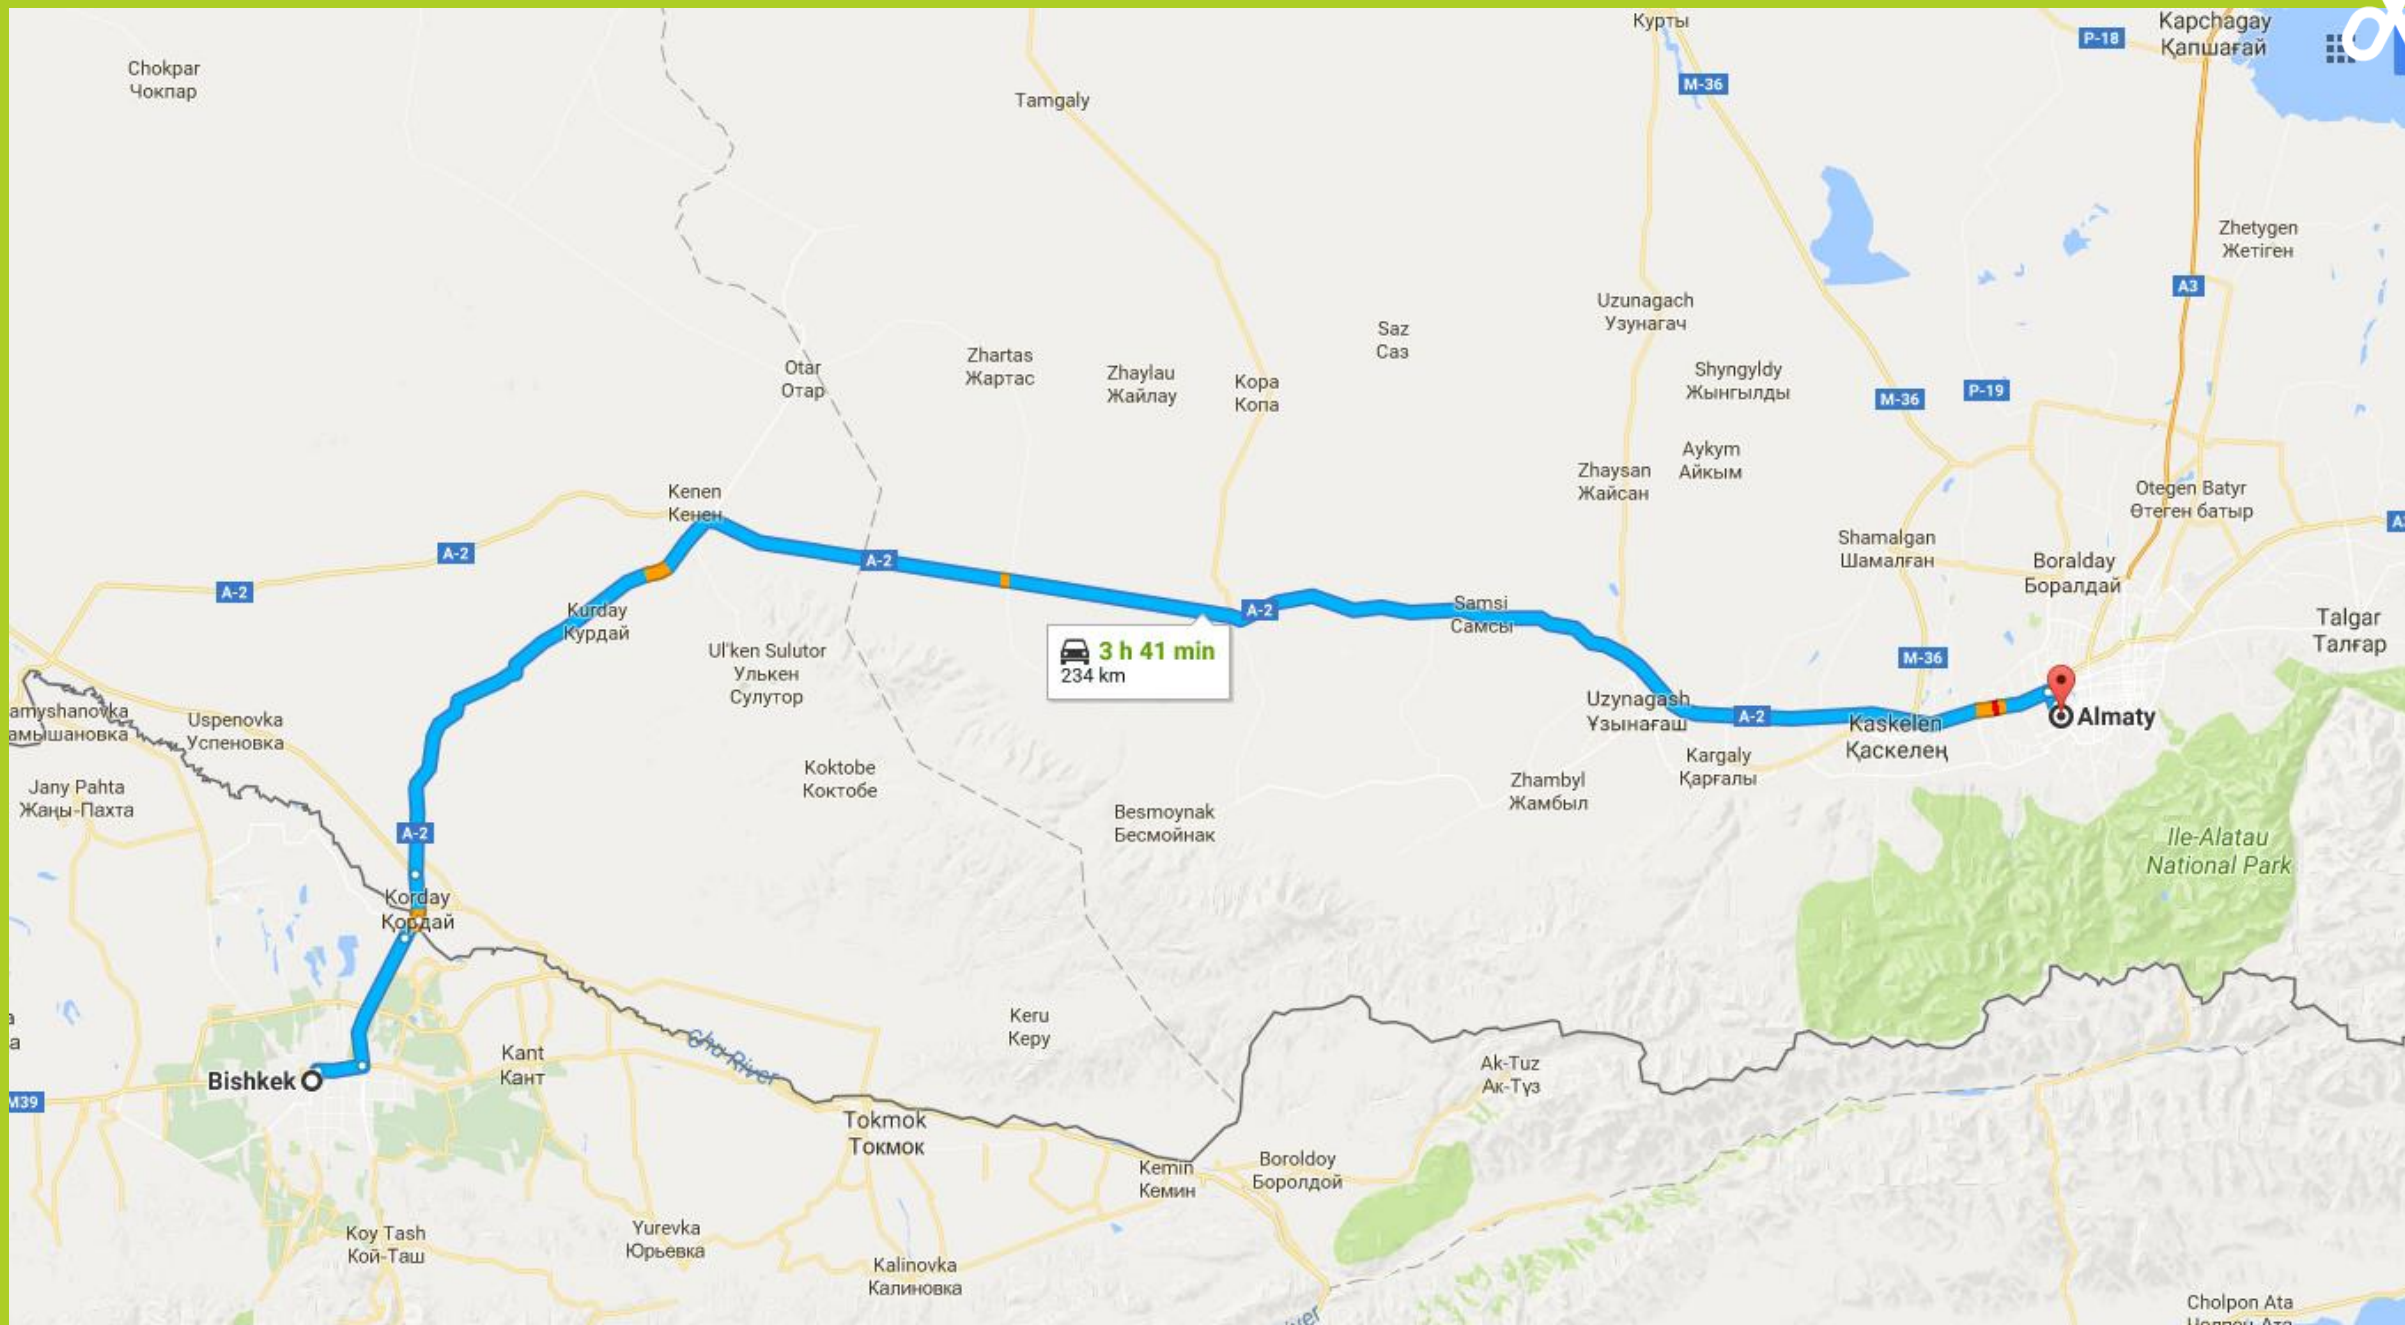 Chokpar
Чокпар
Курты
Kapchagay
Қапшағай
P-18
M-36
Tamgaly
Zhetygen
Жетіген
A3
Uzunagach
Узунагач
Saz
Саз
Otar
Отар
Zhartas
Жартас
Zhaylau
Жайлау
Kopa
Копа
Shyngyldy
Жынгылды
M-36
P-19
Aykym
Айкым
Zhaysan
Жайсан
Kenen
Кенен
Otegen Batyr
Өтеген батыр
A-2
A-2
A-2
Shamalgan
Шамалған
Boralday
Боралдай
Kurday
Курдай
A-2
Samsi
Самсы
Talgar
Талғар
Ul'ken Sulutor
Улькен
Сулутор
3 h 41 min
234 km
M-36
amyshanovka
амышановка
Uspenovka
Успеновка
Uzynagash
Ұзынағаш
A-2
Kaskelen
Қаскелең
Almaty
Jany Pahta
Жаңы-Пахта
Koktobe
Коктобе
Kargaly
Қарғалы
Zhambyl
Жамбыл
A-2
Besmoynak
Бесмойнак
Ile-Alatau
National Park
Korday
Қордай
Keru
Керу
Chu River
Kant
Кант
Ak-Tuz
Ак-Түз
Bishkek
M39
Tokmok
Токмок
Kemin
Кемин
Boroldoy
Боролдой
Koy Tash
Кой-Таш
Yurevka
Юрьевка
Kalinovka
Калиновка
Cholpon Ata